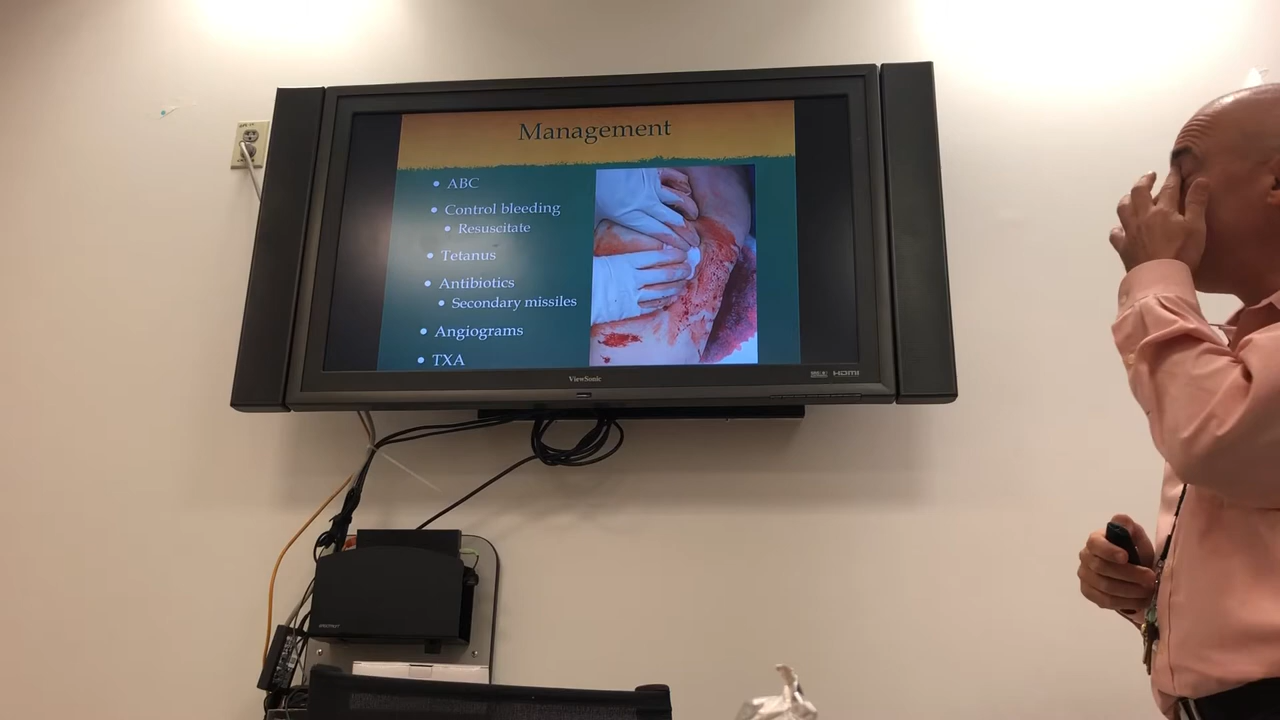 Management
• ABC
• Control bleeding
• Resuscitate
• Tetanus
• Antibiotics
• Secondary missiles
• Angiograms
• TXA
ViewSonic
HDMI